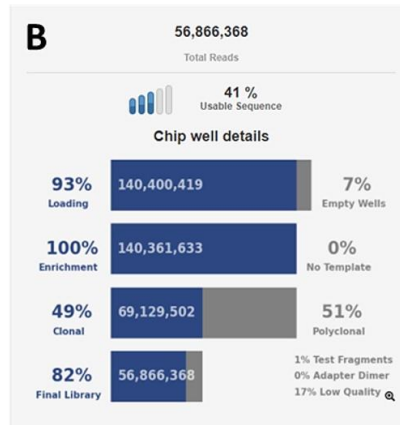 B
56,866,368
Total Reads
41 %
Usable Sequence
Chip well details
93%
Loading
140,400,419
7%
Empty Wells
100%
Enrichment
140,361,633
0%
No Template
49%
Clonal
69,129,502
51%
Polyclonal
82%
Final Library
56,866,368
1% Test Fragments
0% Adapter Dimer
17% Low Quality